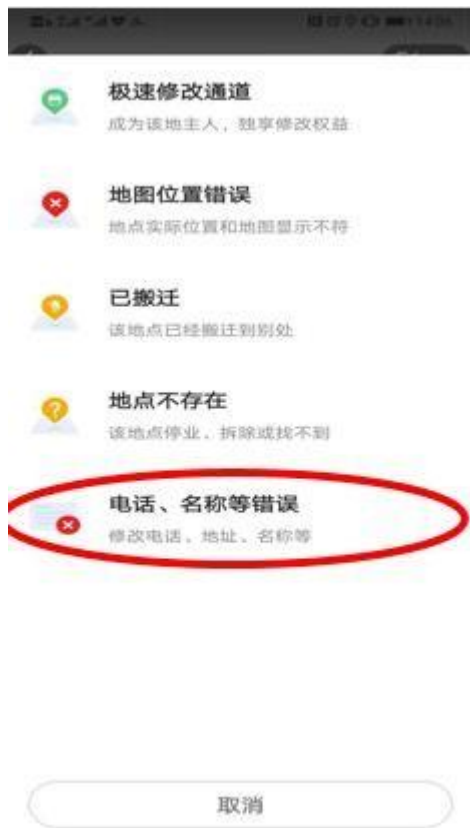 极速修改通道
成为该地主人，独享修改权益
地图位置错误
地点实际位置和地图显示不符
已搬迁
该地点已经搬迁到别处
地点不存在
该地点停业、拆除或找不到
电话、名称等错误
修改电话、地址、名称等
取消